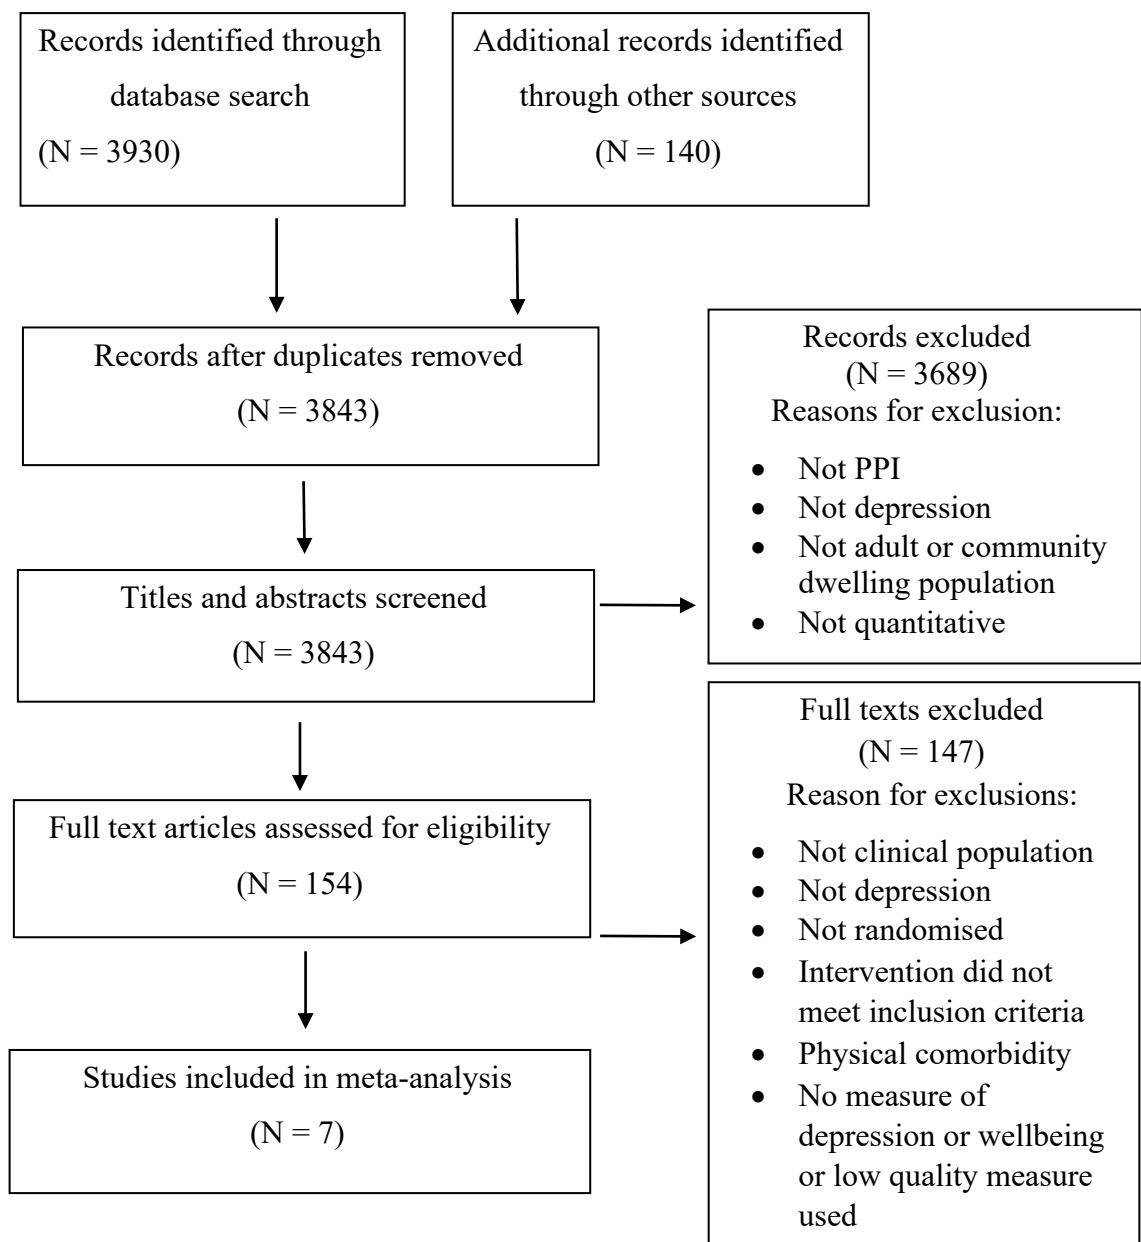 Records identified through
database search
(N = 3930)
Additional records identified
through other sources
(N = 140)
Records after duplicates removed
(N = 3843)
Records excluded
(N = 3689)
Reasons for exclusion:
• Not PPI
• Not depression
• Not adult or community
dwelling population
• Not quantitative
Titles and abstracts screened
(N = 3843)
Full text articles assessed for eligibility
(N = 154)
Full texts excluded
(N = 147)
Reason for exclusions:
• Not clinical population
• Not depression
• Not randomised
• Intervention did not
meet inclusion criteria
• Physical comorbidity
• No measure of
depression or wellbeing
or low quality measure
used
Studies included in meta-analysis
(N = 7)